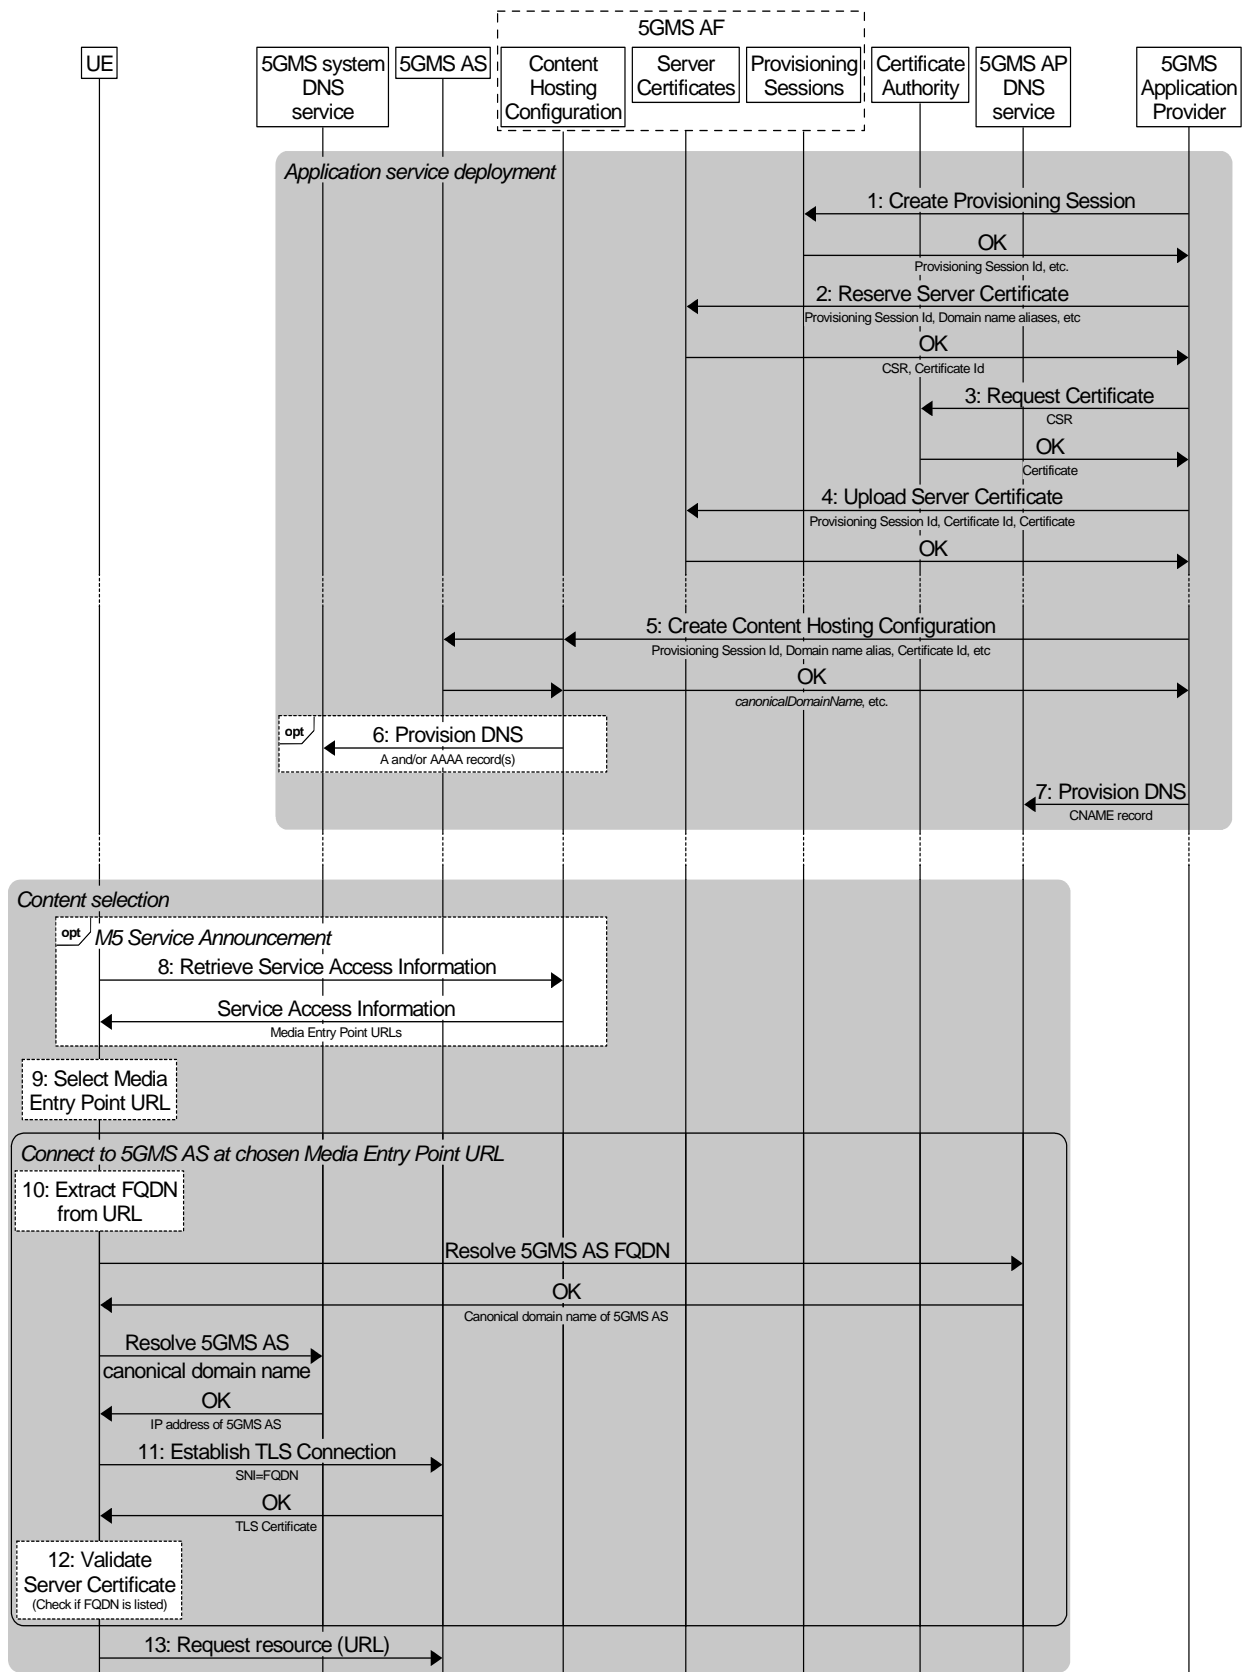 5GMS AF
UE
5GMS system
DNS
service
5GMS AS
Content
Hosting
Configuration
Server
Certificates
Provisioning
Sessions
Certificate
Authority
5GMS AP
DNS
service
5GMS
Application
Provider
Application service deployment
1: Create Provisioning Session
OK
Provisioning Session Id, etc.
2: Reserve Server Certificate
Provisioning Session Id, Domain name aliases, etc
OK
CSR, Certificate Id
3: Request Certificate
CSR
OK
Certificate
4: Upload Server Certificate
Provisioning Session Id, Certificate Id, Certificate
OK
5: Create Content Hosting Configuration
Provisioning Session Id, Domain name alias, Certificate Id, etc
OK
canonicalDomainName, etc.
opt
6: Provision DNS
A and/or AAAA record(s)
7: Provision DNS
CNAME record
Content selection
opt
M5 Service Announcement
8: Retrieve Service Access Information
Service Access Information
Media Entry Point URLs
9: Select Media
Entry Point URL
Connect to 5GMS AS at chosen Media Entry Point URL
10: Extract FQDN
from URL
Resolve 5GMS AS FQDN
OK
Canonical domain name of 5GMS AS
Resolve 5GMS AS
canonical domain name
OK
IP address of 5GMS AS
11: Establish TLS Connection
SNI=FQDN
OK
TLS Certificate
12: Validate
Server Certificate
(Check if FQDN is listed)
13: Request resource (URL)